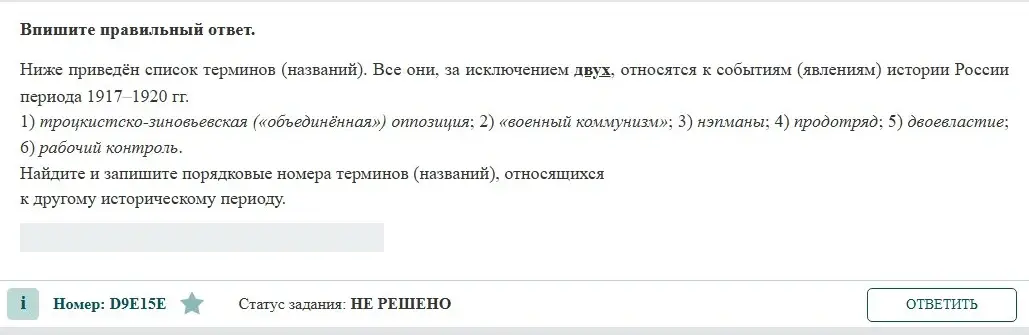 Впишите правильный ответ.
Ниже приведён список терминов (названий). Все они, за исключением двух, относятся к событиям (явлениям) истории России
периода 1917–1920 гг.
1) троцкистско-зиновьевская («объединённая») оппозиция; 2) «военный коммунизм»; 3) нэпманы; 4) продотряд; 5) двоевластие;
6) рабочий контроль.
Найдите и запишите порядковые номера терминов (названий), относящихся
к другому историческому периоду.
i Номер: D9E15E Статус задания: НЕ РЕШЕНО ОТВЕТИТЬ